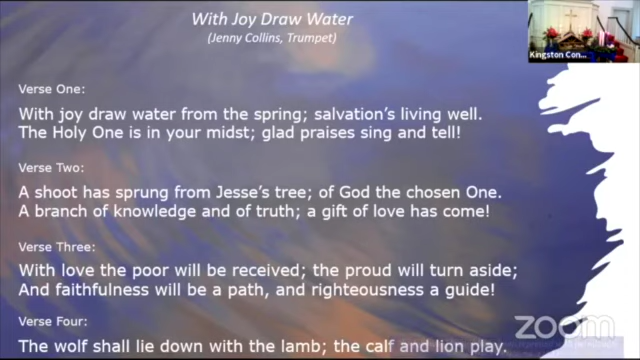 With Joy Draw Water
(Jenny Collins, Trumpet)
Kingston Con...
Verse One:
With joy draw water from the spring; salvation's living well.
The Holy One is in your midst; glad praises sing and tell!
Verse Two:
A shoot has sprung from Jesse's tree; of God the chosen One.
A branch of knowledge and of truth; a gift of love has come!
Verse Three:
With love the poor will be received; the proud will turn aside;
And faithfulness will be a path, and righteousness a guide!
Verse Four:
The wolf shall lie down with the lamb; the calf and lion play.
zoom